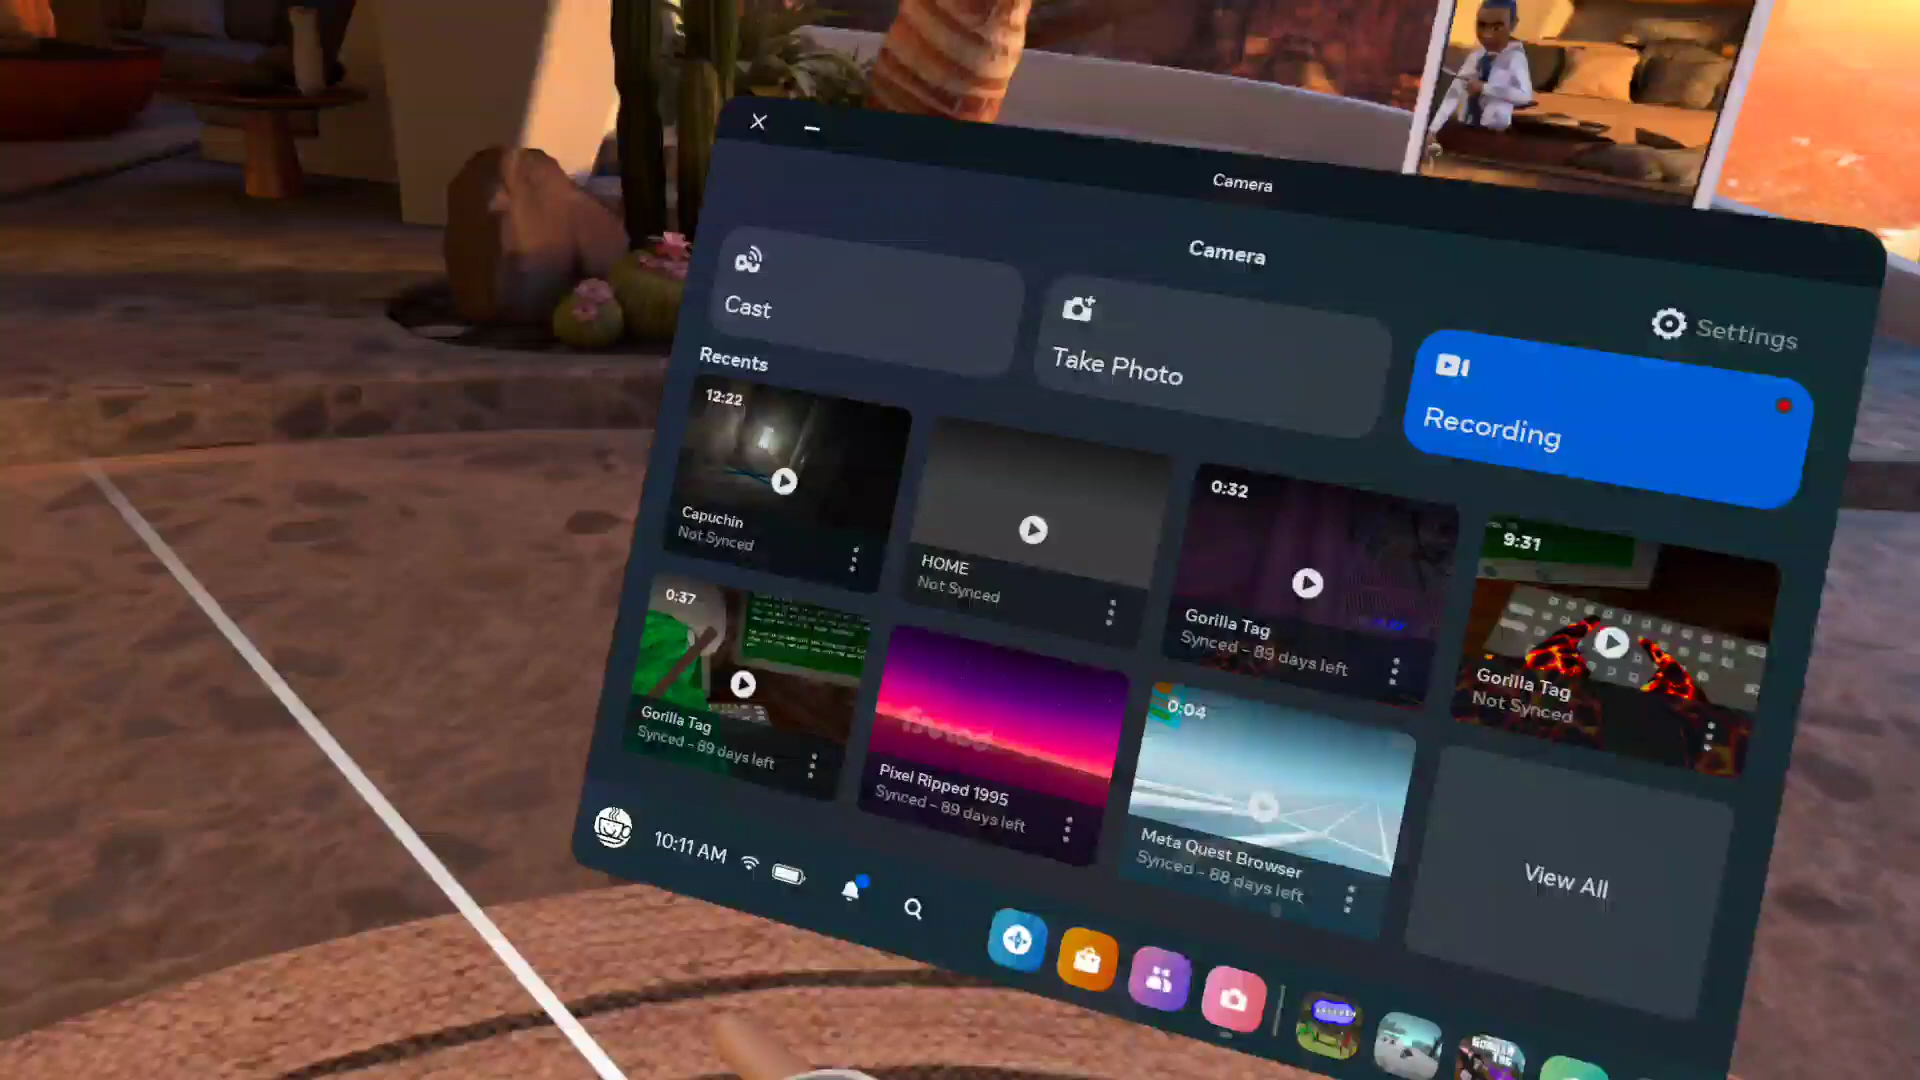 Camera
Camera
Settings
Cast
Take Photo
Recording
Recents
12:22
Capuchin
Not Synced
HOME
Not Synced
0:32
Gorilla Tag
Synced – 89 days left
9:31
Gorilla Tag
Not Synced
0:37
Gorilla Tag
Synced – 89 days left
Pixel Ripped 1995
Synced – 89 days left
0:04
Meta Quest Browser
Synced – 88 days left
View All
10:11 AM
GORILLA
TAG